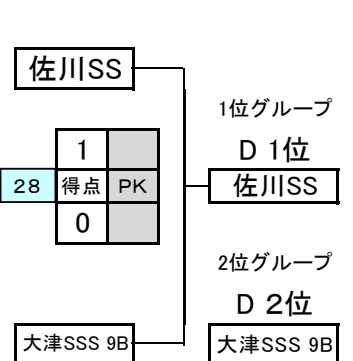 佐川SS
1位グループ
1
D 1位
28 得点 PK
佐川SS
0
2位グループ
D 2位
大津SSS 9B
大津SSS 9B